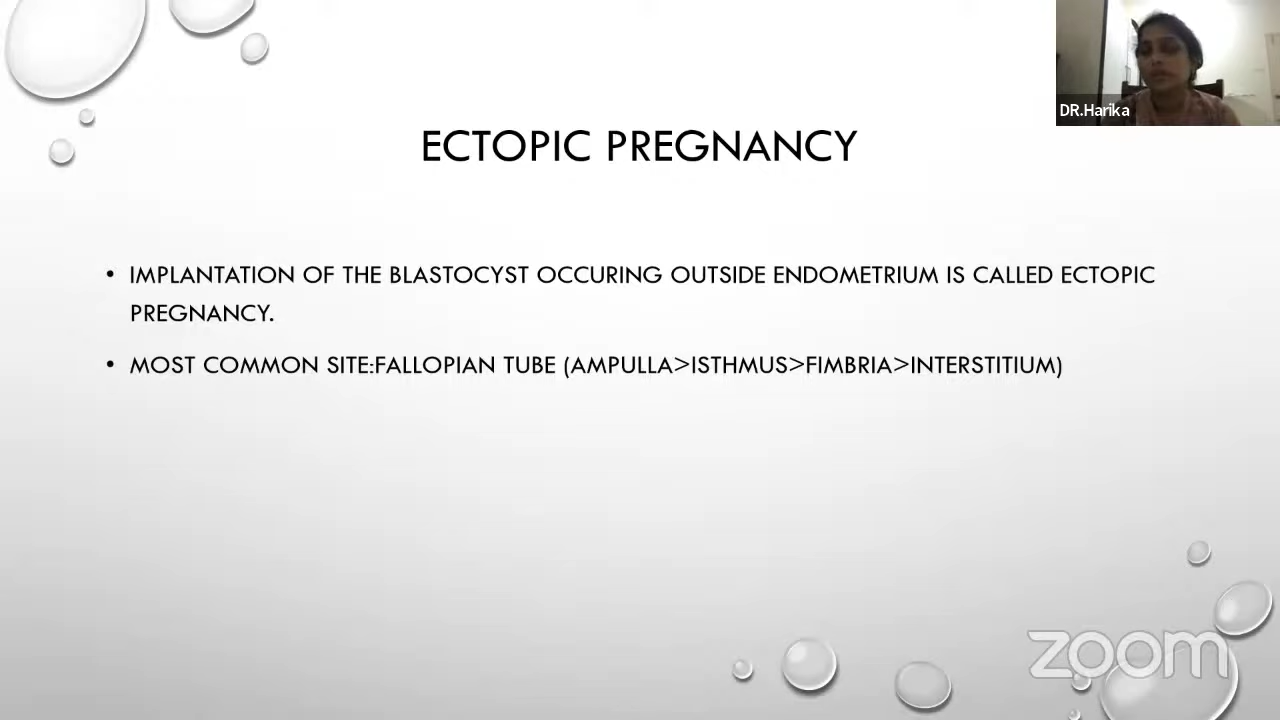 DR.Harika
ECTOPIC PREGNANCY
• IMPLANTATION OF THE BLASTOCYST OCCURING OUTSIDE ENDOMETRIUM IS CALLED ECTOPIC
PREGNANCY.
• MOST COMMON SITE:FALLOPIAN TUBE (AMPULLA>ISTHMUS>FIMBRIA>INTERSTITIUM)
zoom